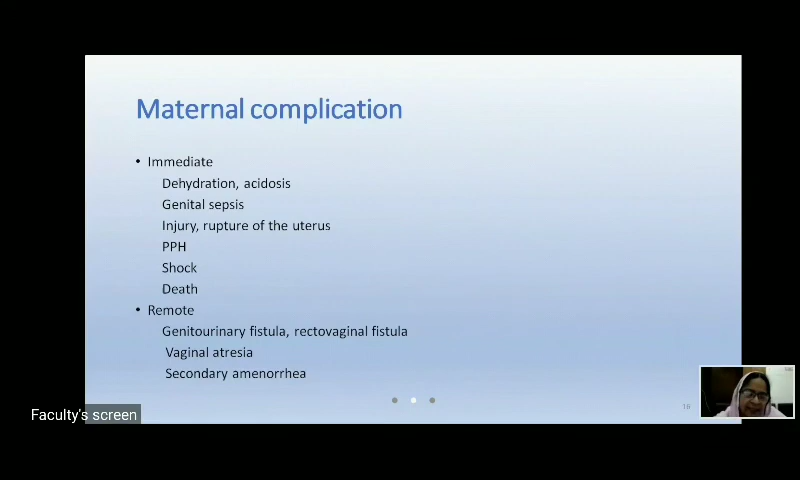 Maternal complication
• Immediate
Dehydration, acidosis
Genital sepsis
Injury, rupture of the uterus
PPH
Shock
Death
• Remote
Genitourinary fistula, rectovaginal fistula
Vaginal atresia
Secondary amenorrhea
18
Faculty's screen